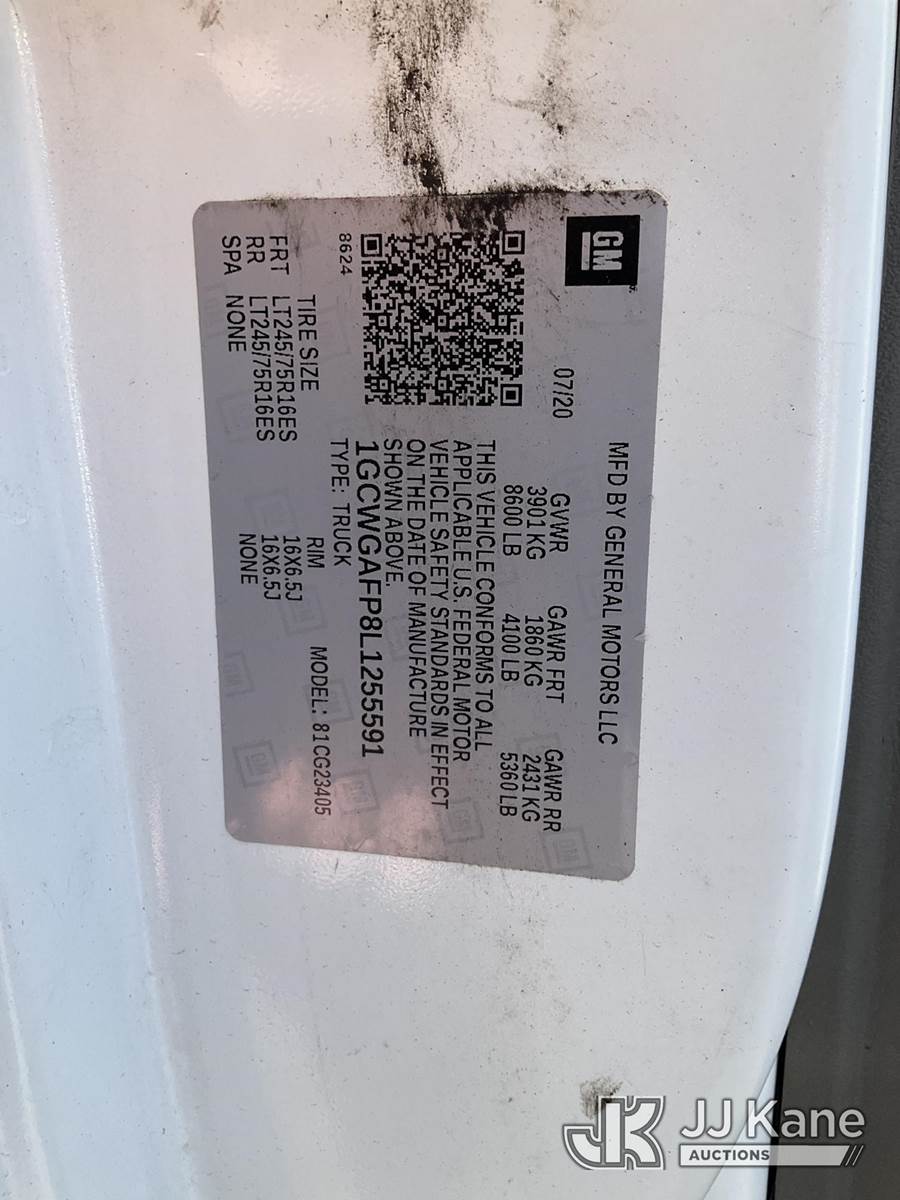 GM
MFD BY GENERAL MOTORS LLC
07/20
GVWR GAWR FRT GAWR RR
3901 KG 1860 KG 2431 KG
8600 LB 4100 LB 5360 LB
THIS VEHICLE CONFORMS TO ALL
APPLICABLE U.S. FEDERAL MOTOR
VEHICLE SAFETY STANDARDS IN EFFECT
ON THE DATE OF MANUFACTURE
SHOWN ABOVE.
1GCWGAFP8L1255591
8624
TYPE: TRUCK
MODEL: 81CG23405
TIRE SIZE RIM
FRT LT245/75R16ES 16X6.5J
RR LT245/75R16ES 16X6.5J
SPA NONE NONE
JK JJ Kane
AUCTIONS